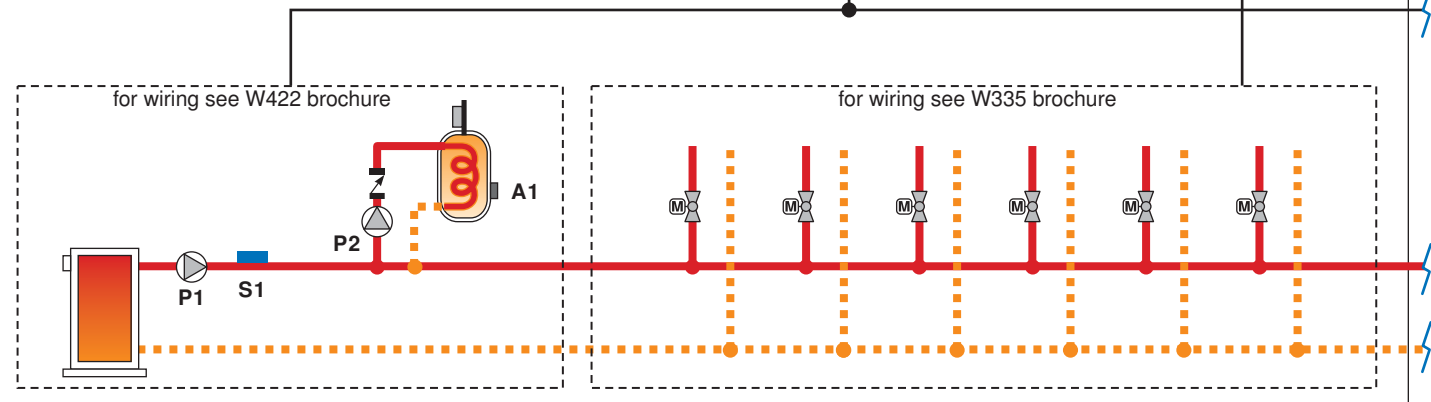 for wiring see W422 brochure
for wiring see W335 brochure
A1
M M M M M M
P2
P1
S1